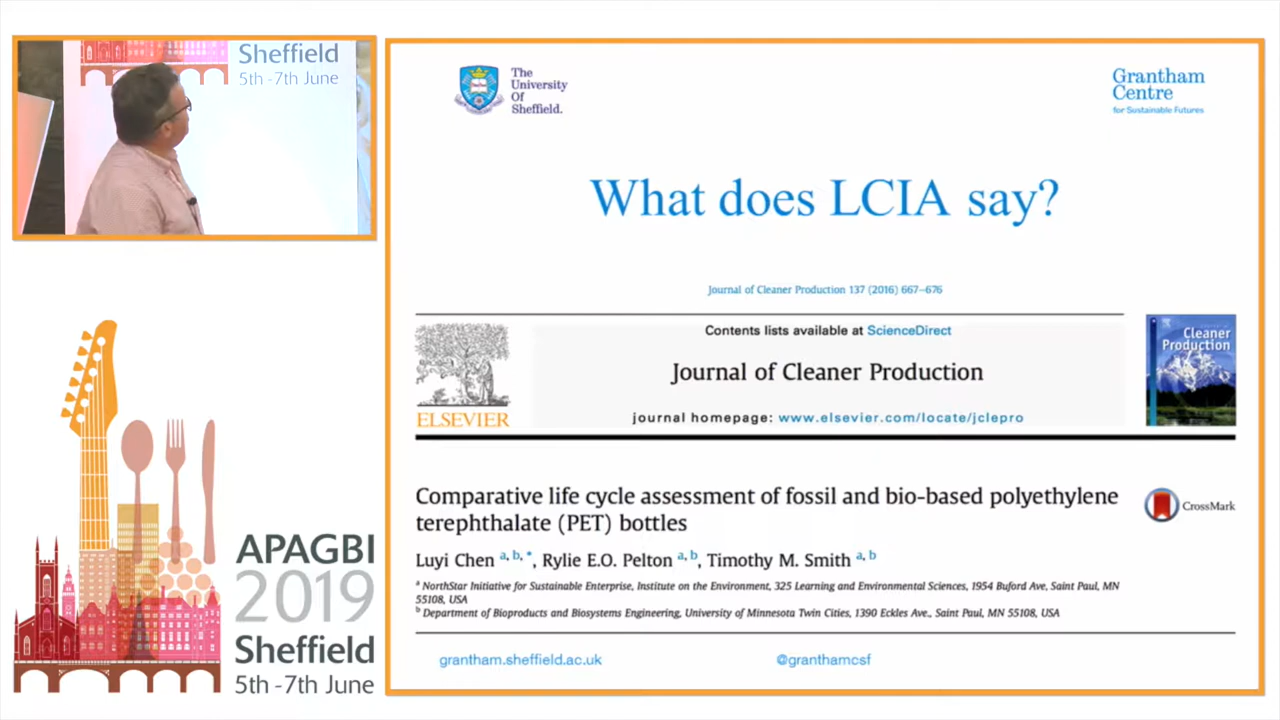 Sheffield
5th -7th June
The
University
Of
Sheffield.
Grantham
Centre
for Sustainable Futures
What does LCIA say?
Journal of Cleaner Production 137 (2016) 667–676
Contents lists available at ScienceDirect
Journal of Cleaner Production
journal homepage: www.elsevier.com/locate/jclepro
ELSEVIER
Cleaner
Production
Comparative life cycle assessment of fossil and bio-based polyethylene
terephthalate (PET) bottles
CrossMark
Luyi Chen a, b, *, Rylie E.O. Pelton a, b, Timothy M. Smith a, b
a NorthStar Initiative for Sustainable Enterprise, Institute on the Environment, 325 Learning and Environmental Sciences, 1954 Buford Ave, Saint Paul, MN
55108, USA
b Department of Bioproducts and Biosystems Engineering, University of Minnesota Twin Cities, 1390 Eckles Ave., Saint Paul, MN 55108, USA
grantham.sheffield.ac.uk
@granthamcsf
APAGBI
2019
Sheffield
5th -7th June